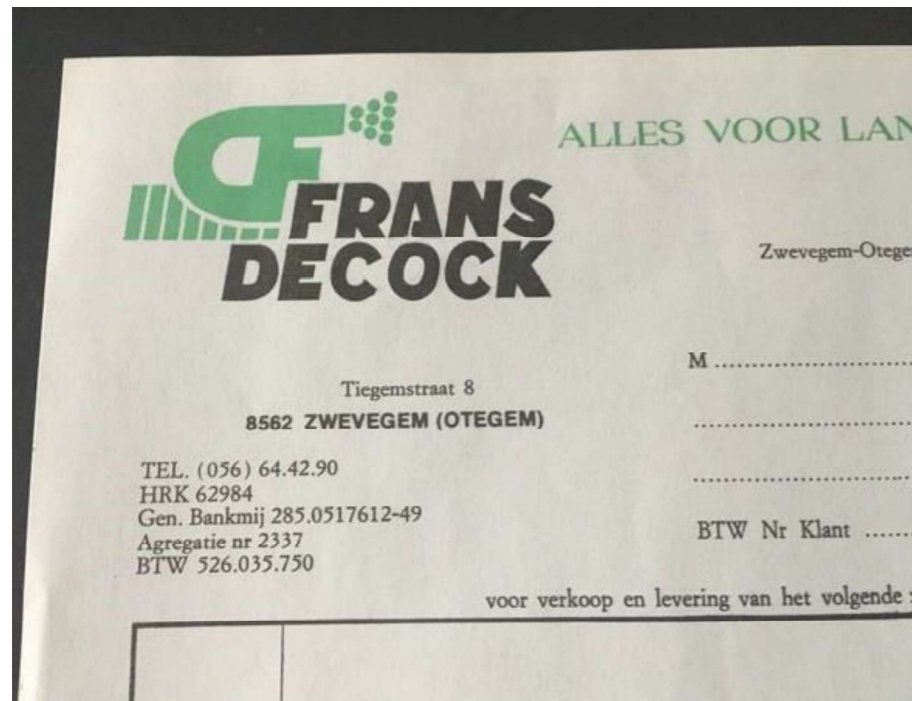 CF
FRANS
DECOCK
ALLES VOOR LAN
Zwevegem-Otege
M ....................................
Tiegemstraat 8
8562 ZWEVEGEM (OTEGEM)
TEL. (056) 64.42.90
HRK 62984
Gen. Bankmij 285.0517612-49
Agregatie nr 2337
BTW 526.035.750
BTW Nr Klant .......
voor verkoop en levering van het volgende :